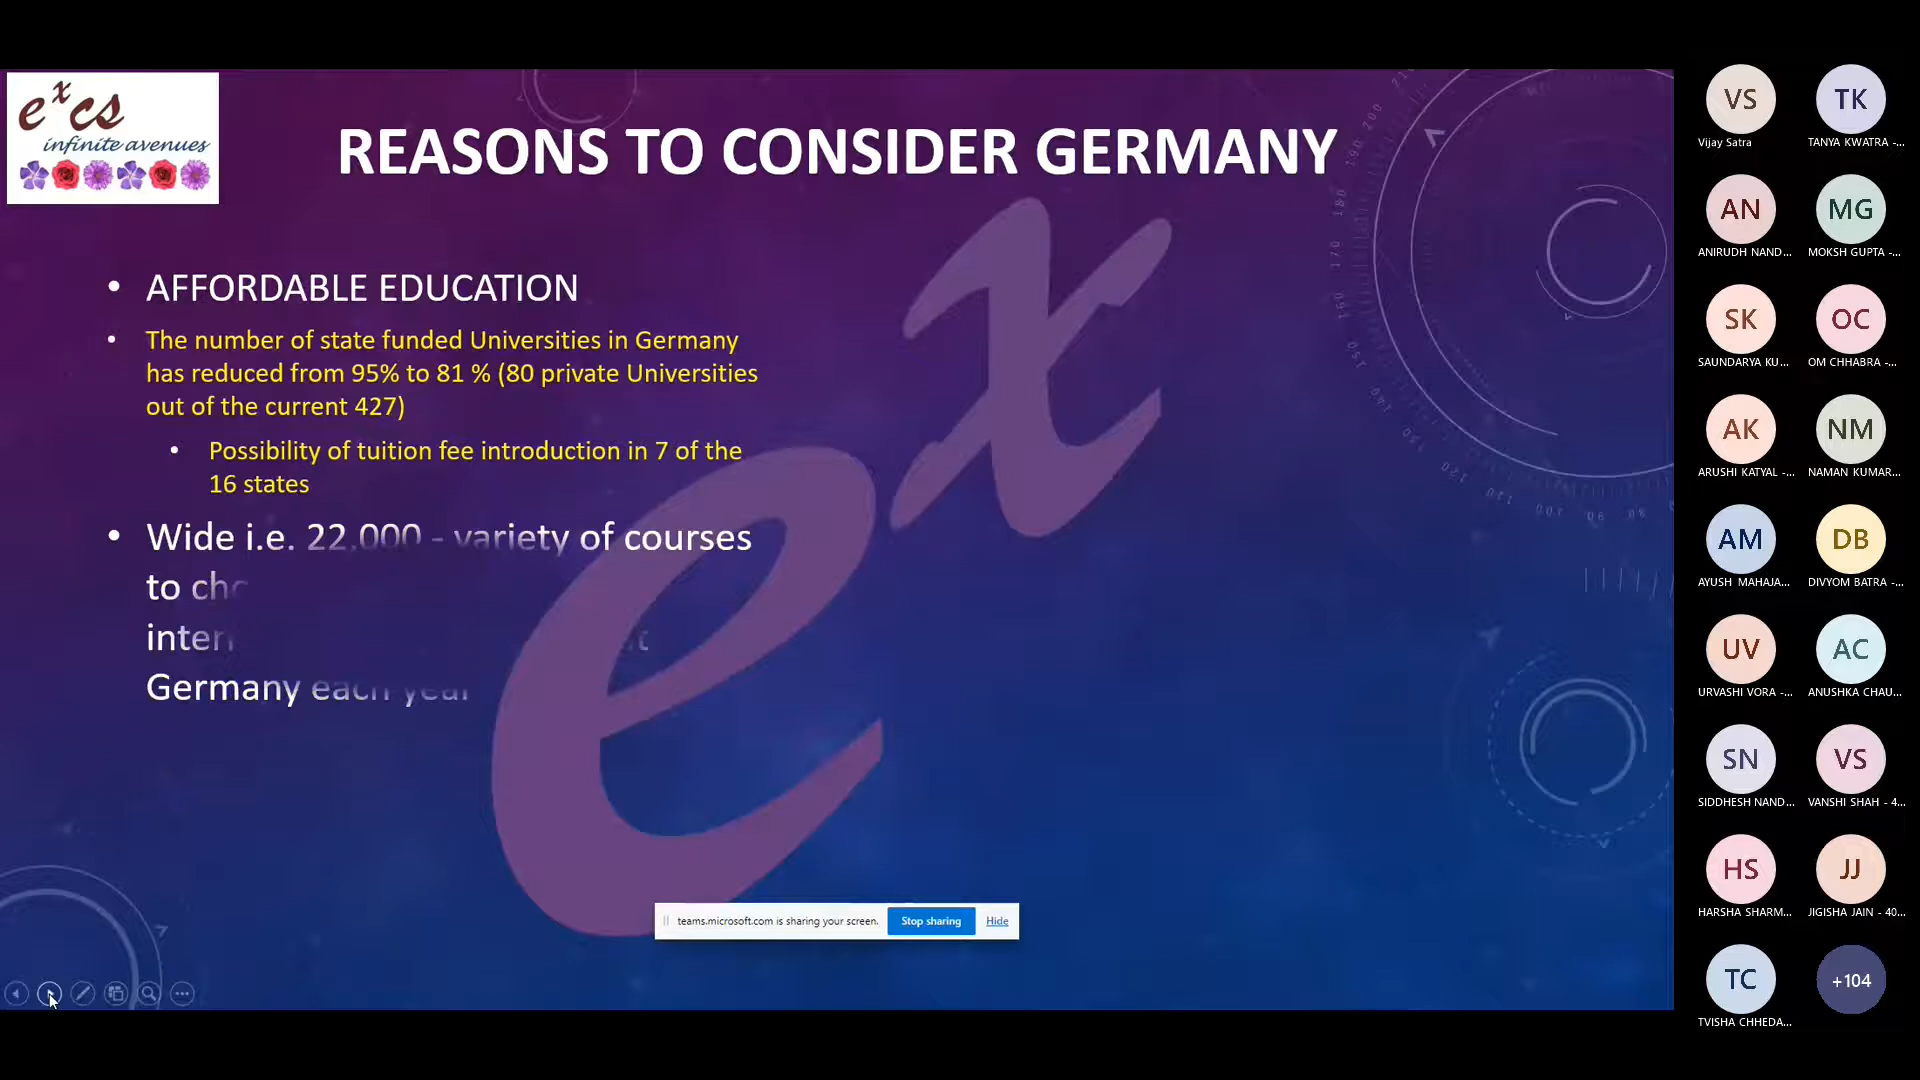 e^x cs
infinite avenues
REASONS TO CONSIDER GERMANY
• AFFORDABLE EDUCATION
• The number of state funded Universities in Germany
has reduced from 95% to 81 % (80 private Universities
out of the current 427)
• Possibility of tuition fee introduction in 7 of the
16 states
• Wide i.e. 22,000 - variety of courses
to
Germany each year
e^x
teams.microsoft.com is sharing your screen.
Stop sharing
Hide
VS
Vijay Satra
TK
TANYA KWATRA -...
AN
ANIRUDH NAND...
MG
MOKSH GUPTA -...
SK
SAUNDARYA KU...
OC
OM CHHABRA -...
AK
ARUSHI KATYAL -...
NM
NAMAN KUMAR...
AM
AYUSH MAHAJA...
DB
DIVYOM BATRA -...
UV
URVASHI VORA -...
AC
ANUSHKA CHAU...
SN
SIDDHESH NAND...
VS
VANSHI SHAH - 4...
HS
HARSHA SHARM...
JJ
JIGISHA JAIN - 40...
TC
TVISHA CHHEDA...
+104